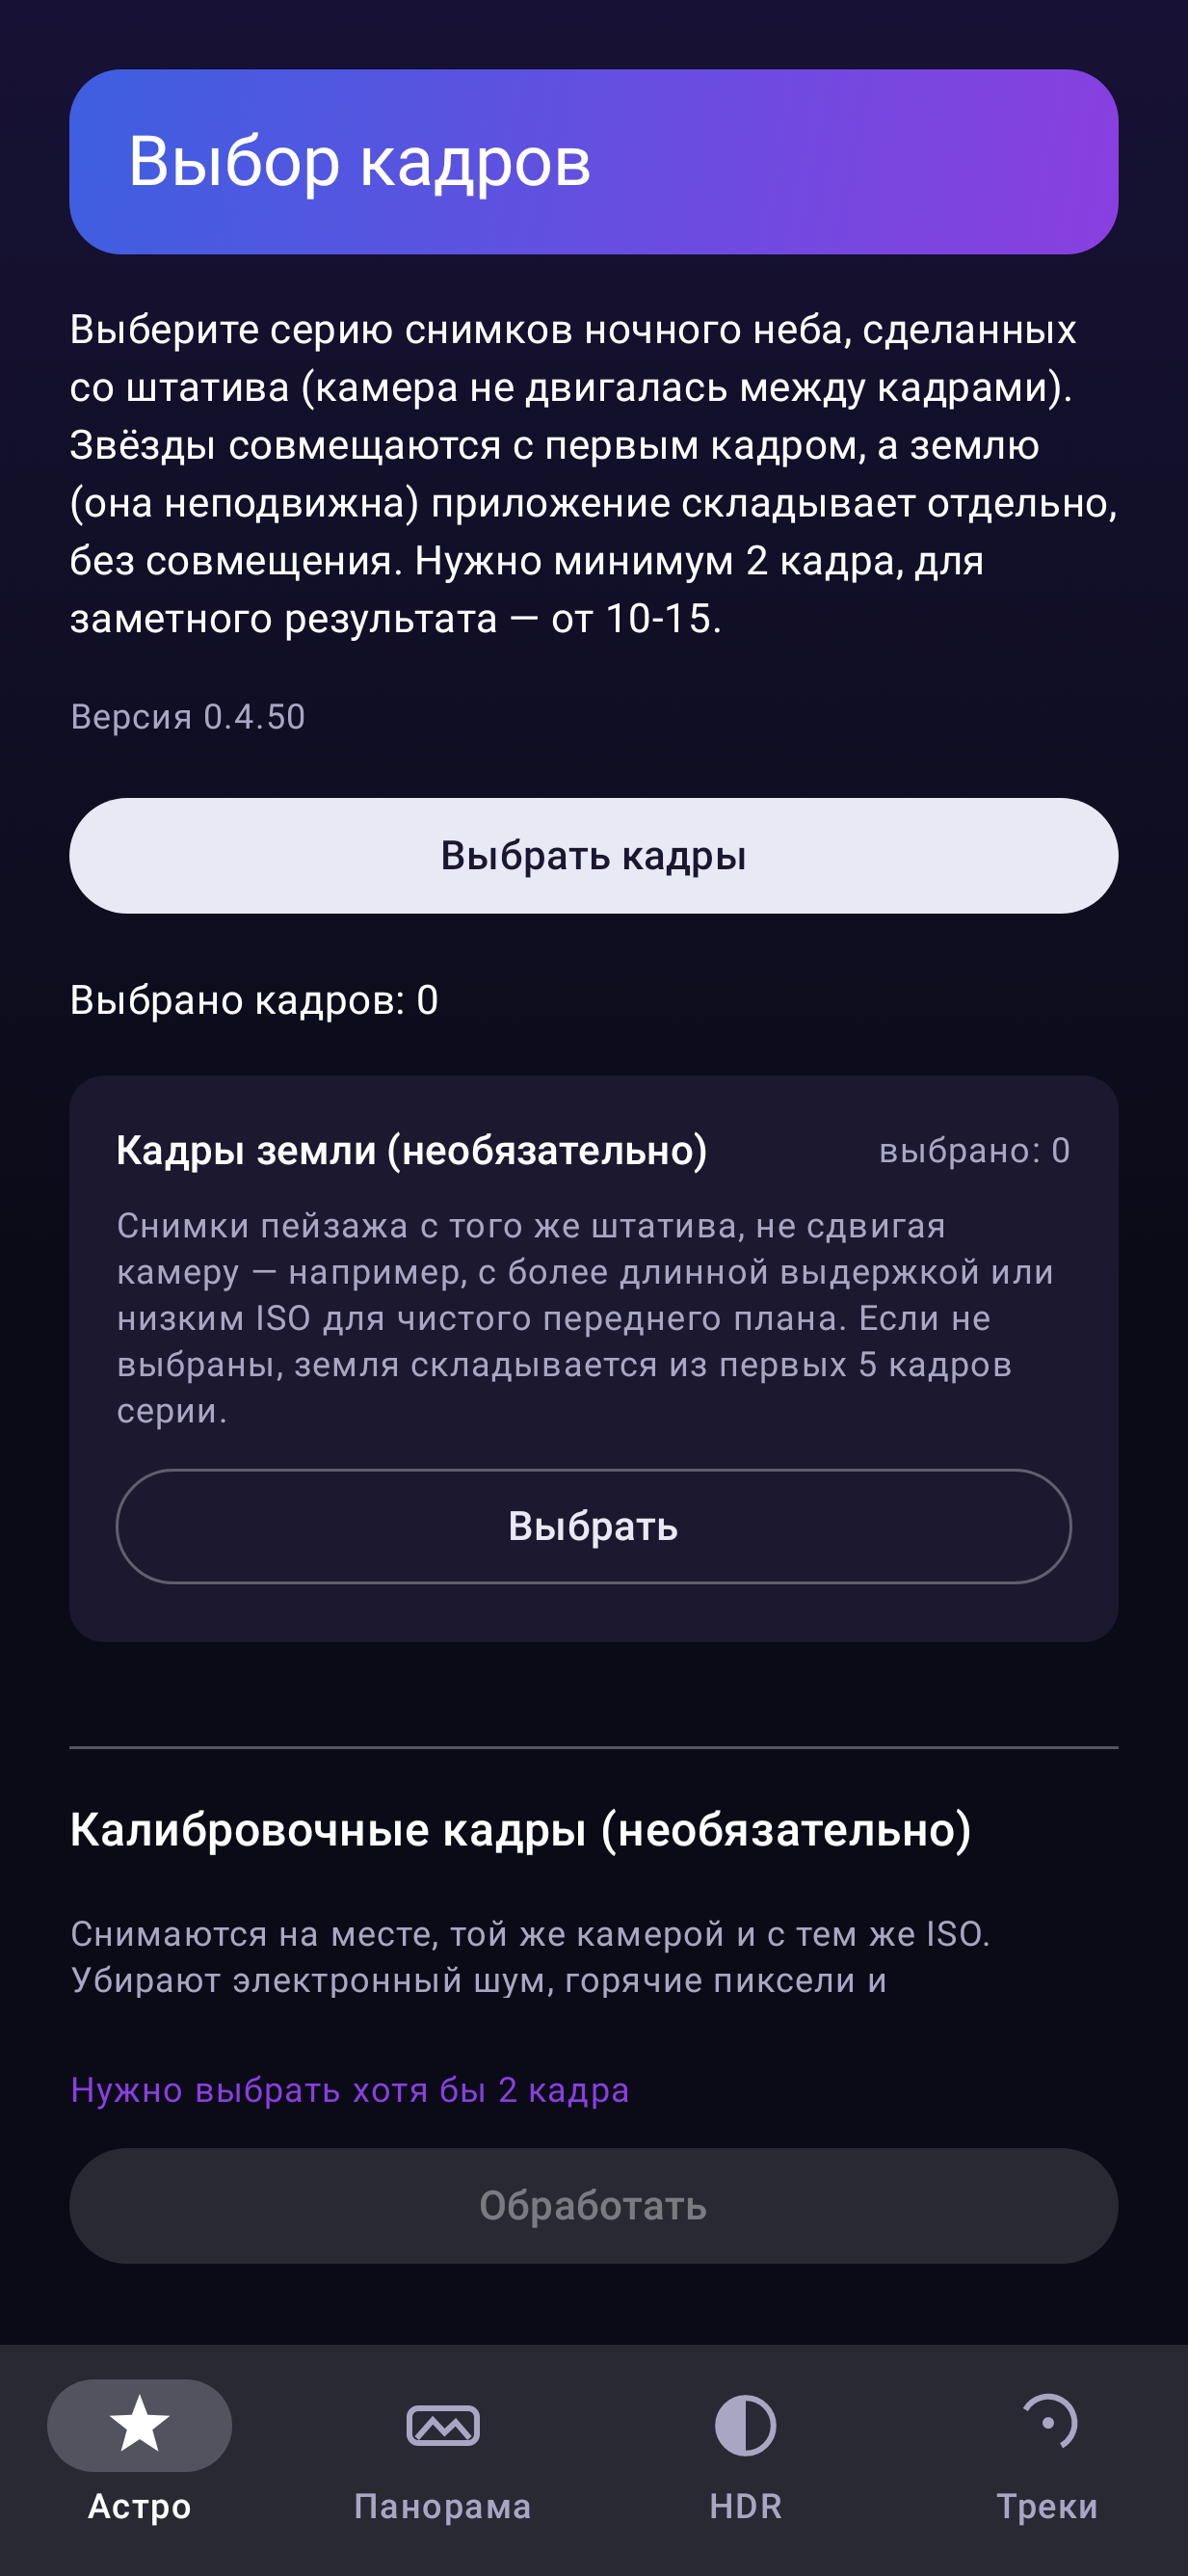 Выбор кадров
Выберите серию снимков ночного неба, сделанных
со штатива (камера не двигалась между кадрами).
Звёзды совмещаются с первым кадром, а землю
(она неподвижна) приложение складывает отдельно,
без совмещения. Нужно минимум 2 кадра, для
заметного результата — от 10-15.
Версия 0.4.50
Выбрать кадры
Выбрано кадров: 0
Кадры земли (необязательно)
выбрано: 0
Снимки пейзажа с того же штатива, не сдвигая
камеру — например, с более длинной выдержкой или
низким ISO для чистого переднего плана. Если не
выбраны, земля складывается из первых 5 кадров
серии.
Выбрать
Калибровочные кадры (необязательно)
Снимаются на месте, той же камерой и с тем же ISO.
Убирают электронный шум, горячие пиксели и
Нужно выбрать хотя бы 2 кадра
Обработать
Астро
Панорама
HDR
Треки